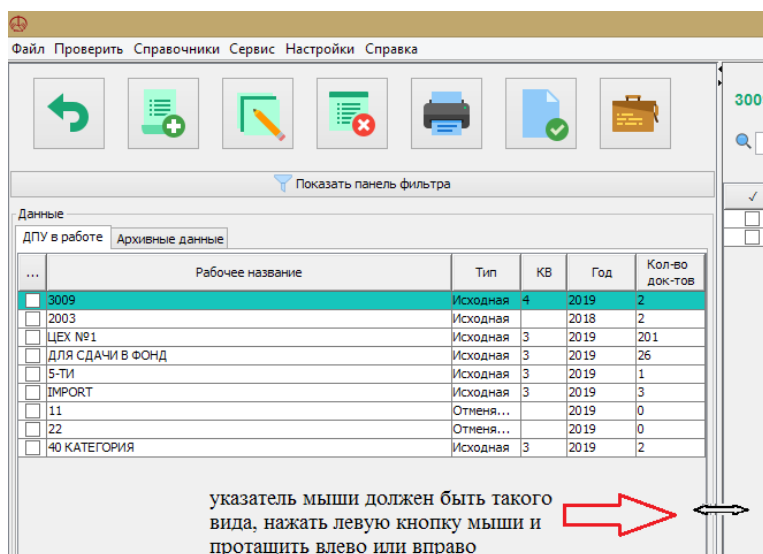 Файл Проверить Справочники Сервис Настройки Справка
300
Показать панель фильтра
Данные
ДПУ в работе Архивные данные
... Рабочее название Тип КВ Год Кол-во док-тов
3009 Исходная 4 2019 2
2003 Исходная 2018 2
ЦЕХ №1 Исходная 3 2019 201
ДЛЯ СДАЧИ В ФОНД Исходная 3 2019 26
5-ТИ Исходная 3 2019 1
IMPORT Исходная 3 2019 3
11 Отменя... 2019 0
22 Отменя... 2019 0
40 КАТЕГОРИЯ Исходная 3 2019 2
указатель мыши должен быть такого
вида, нажать левую кнопку мыши и
протащить влево или вправо